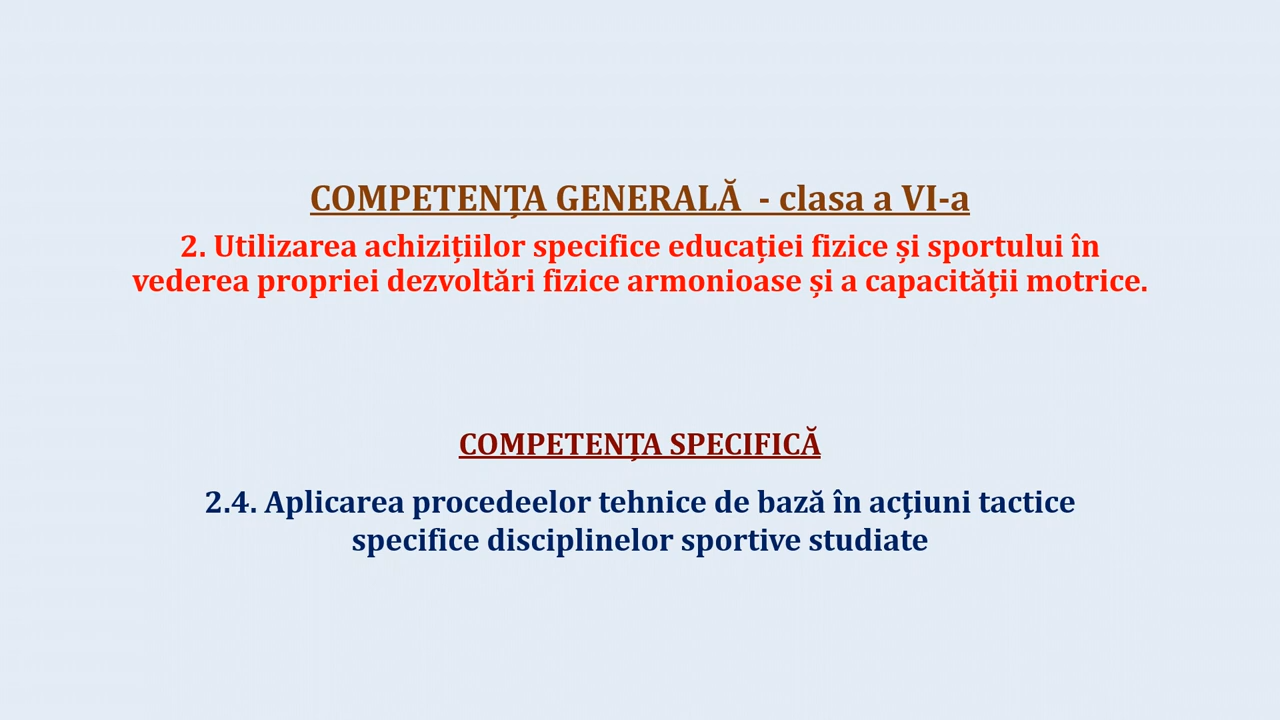 COMPETENȚA GENERALĂ  - clasa a VI-a
2. Utilizarea achizițiilor specifice educației fizice și sportului în
vederea propriei dezvoltări fizice armonioase și a capacității motrice.
COMPETENȚA SPECIFICĂ
2.4. Aplicarea procedeelor tehnice de bază în acțiuni tactice
specifice disciplinelor sportive studiate